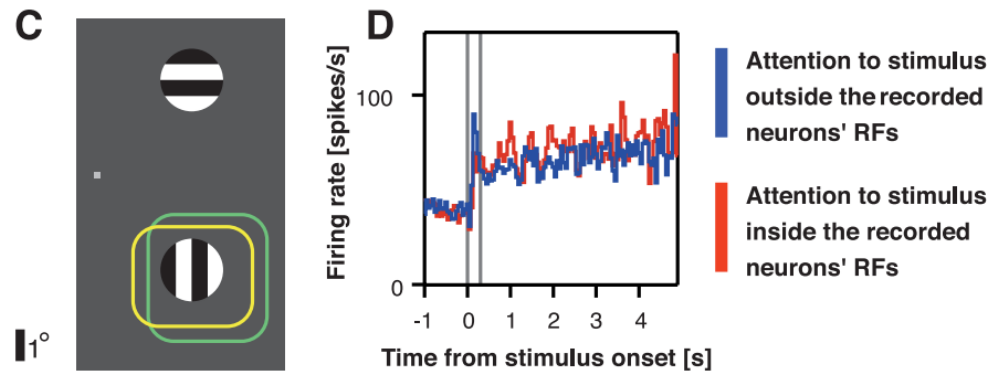 C
1°
D
Firing rate [spikes/s]
100
0
-1 0 1 2 3 4
Time from stimulus onset [s]
Attention to stimulus
outside the recorded
neurons' RFs
Attention to stimulus
inside the recorded
neurons' RFs